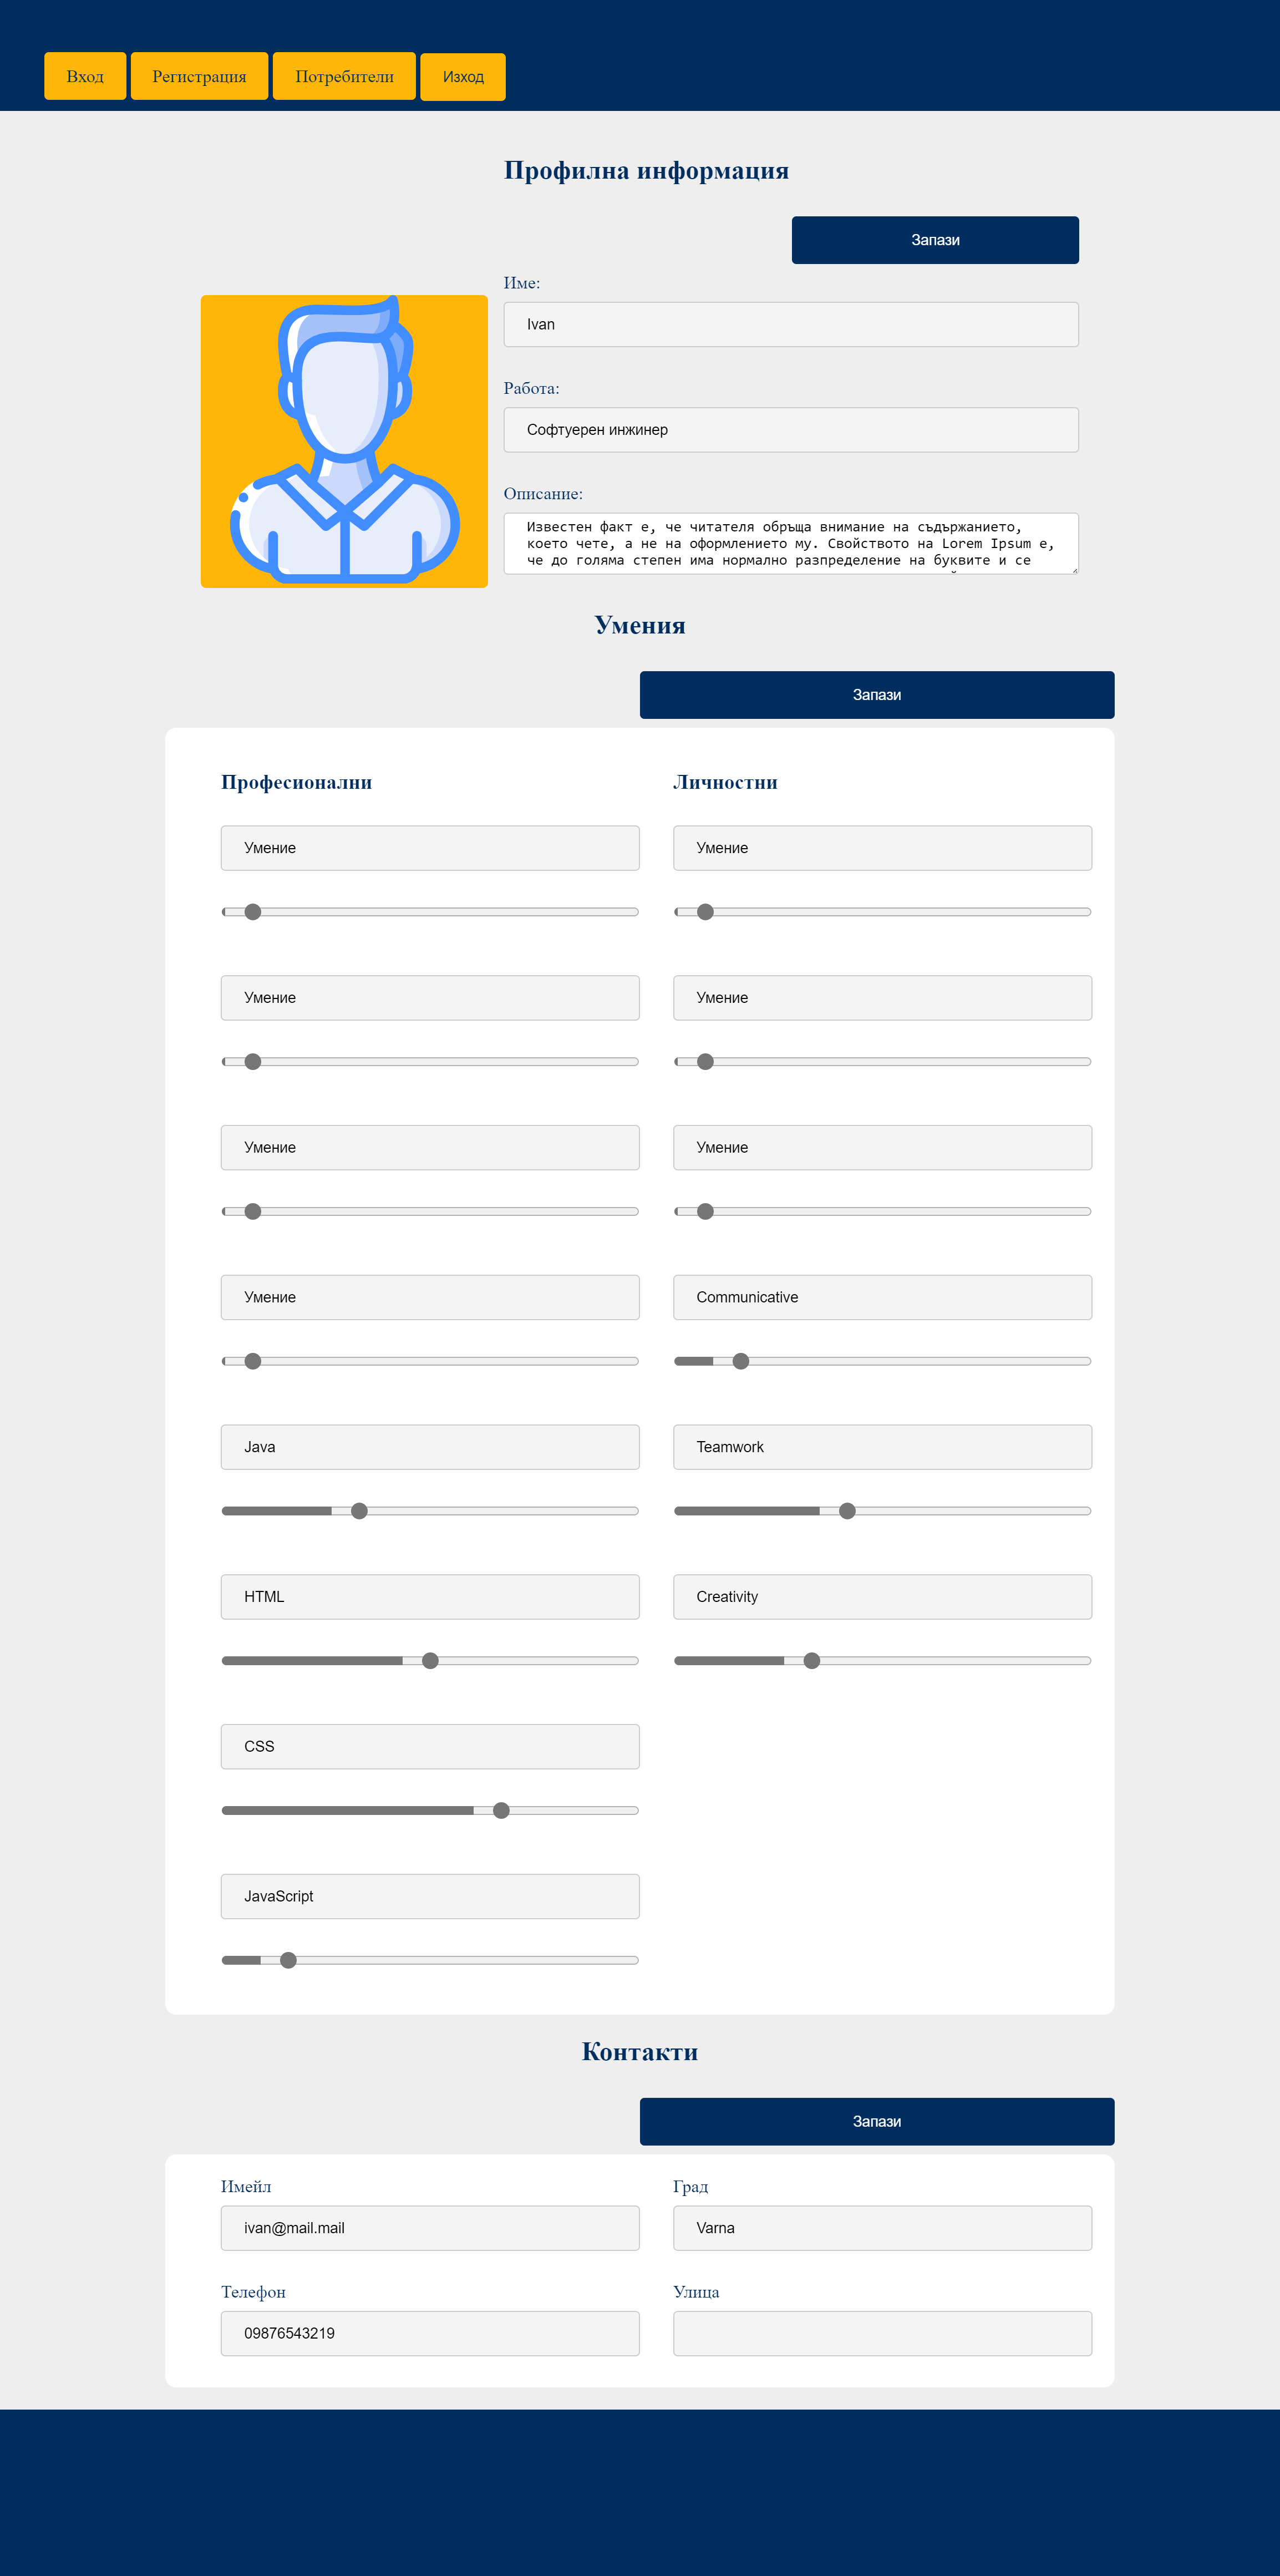 Вход Регистрация Потребители Изход
Профилна информация
Запази
Име:
Ivan
Работа:
Софтуерен инжинер
Описание:
Известен факт е, че читателя обръща внимание на съдържанието,
което чете, а не на оформлението му. Свойството на Lorem Ipsum е,
че до голяма степен има нормално разпределение на буквите и се
Умения
Запази
Професионални
Умение
Умение
Умение
Умение
Java
HTML
CSS
JavaScript
Личностни
Умение
Умение
Умение
Communicative
Teamwork
Creativity
Контакти
Запази
Имейл
ivan@mail.mail
Телефон
09876543219
Град
Varna
Улица